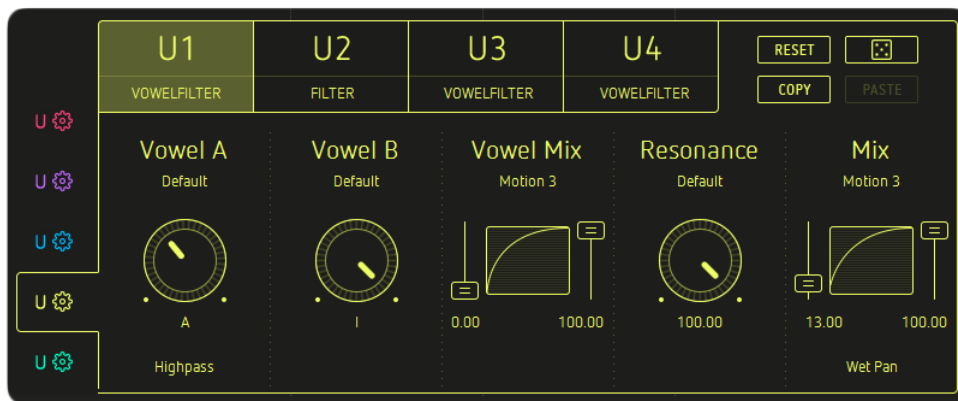 U1 U2 U3 U4 RESET
VOWELFILTER FILTER VOWELFILTER VOWELFILTER COPY PASTE
U
U
U
U
U
Vowel A Vowel B Vowel Mix Resonance Mix
Default Default Motion 3 Default Motion 3
A I 0.00 100.00 100.00 13.00 100.00
Highpass Wet Pan